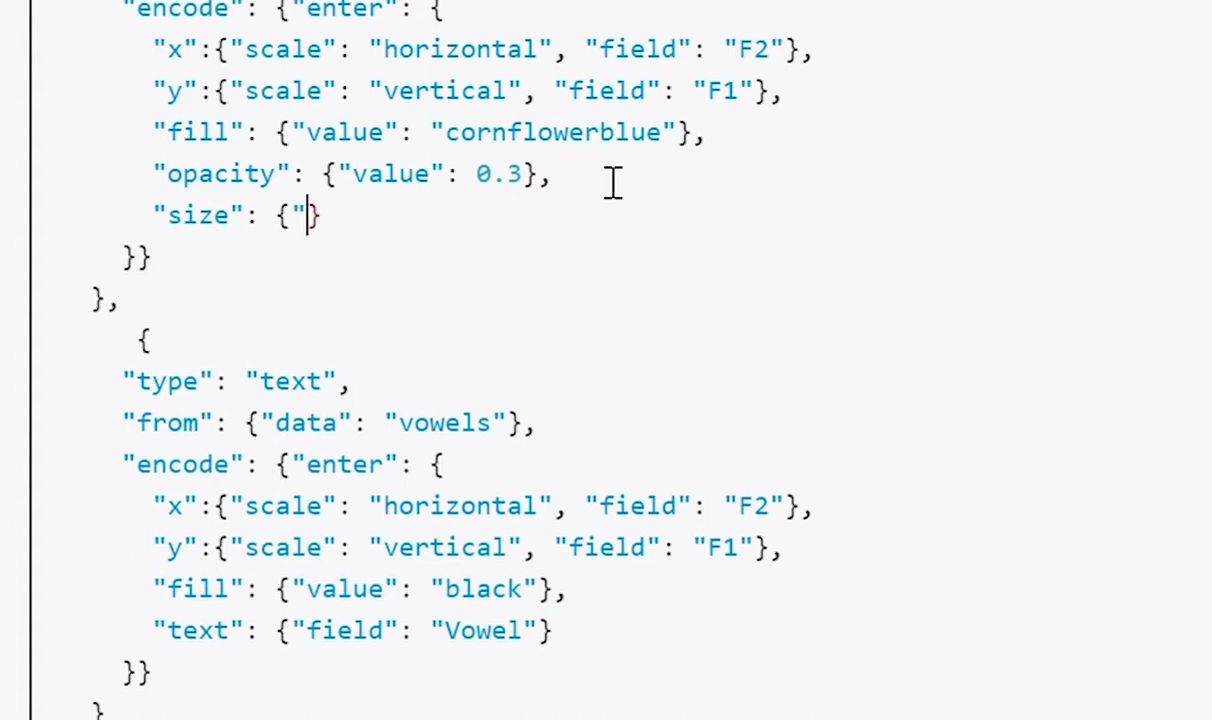 "encode": {"enter": {
"x":{"scale": "horizontal", "field": "F2"},
"y":{"scale": "vertical", "field": "F1"},
"fill": {"value": "cornflowerblue"},
"opacity": {"value": 0.3},
"size": {"}
}}
},
{
"type": "text",
"from": {"data": "vowels"},
"encode": {"enter": {
"x":{"scale": "horizontal", "field": "F2"},
"y":{"scale": "vertical", "field": "F1"},
"fill": {"value": "black"},
"text": {"field": "Vowel"}
}}
}